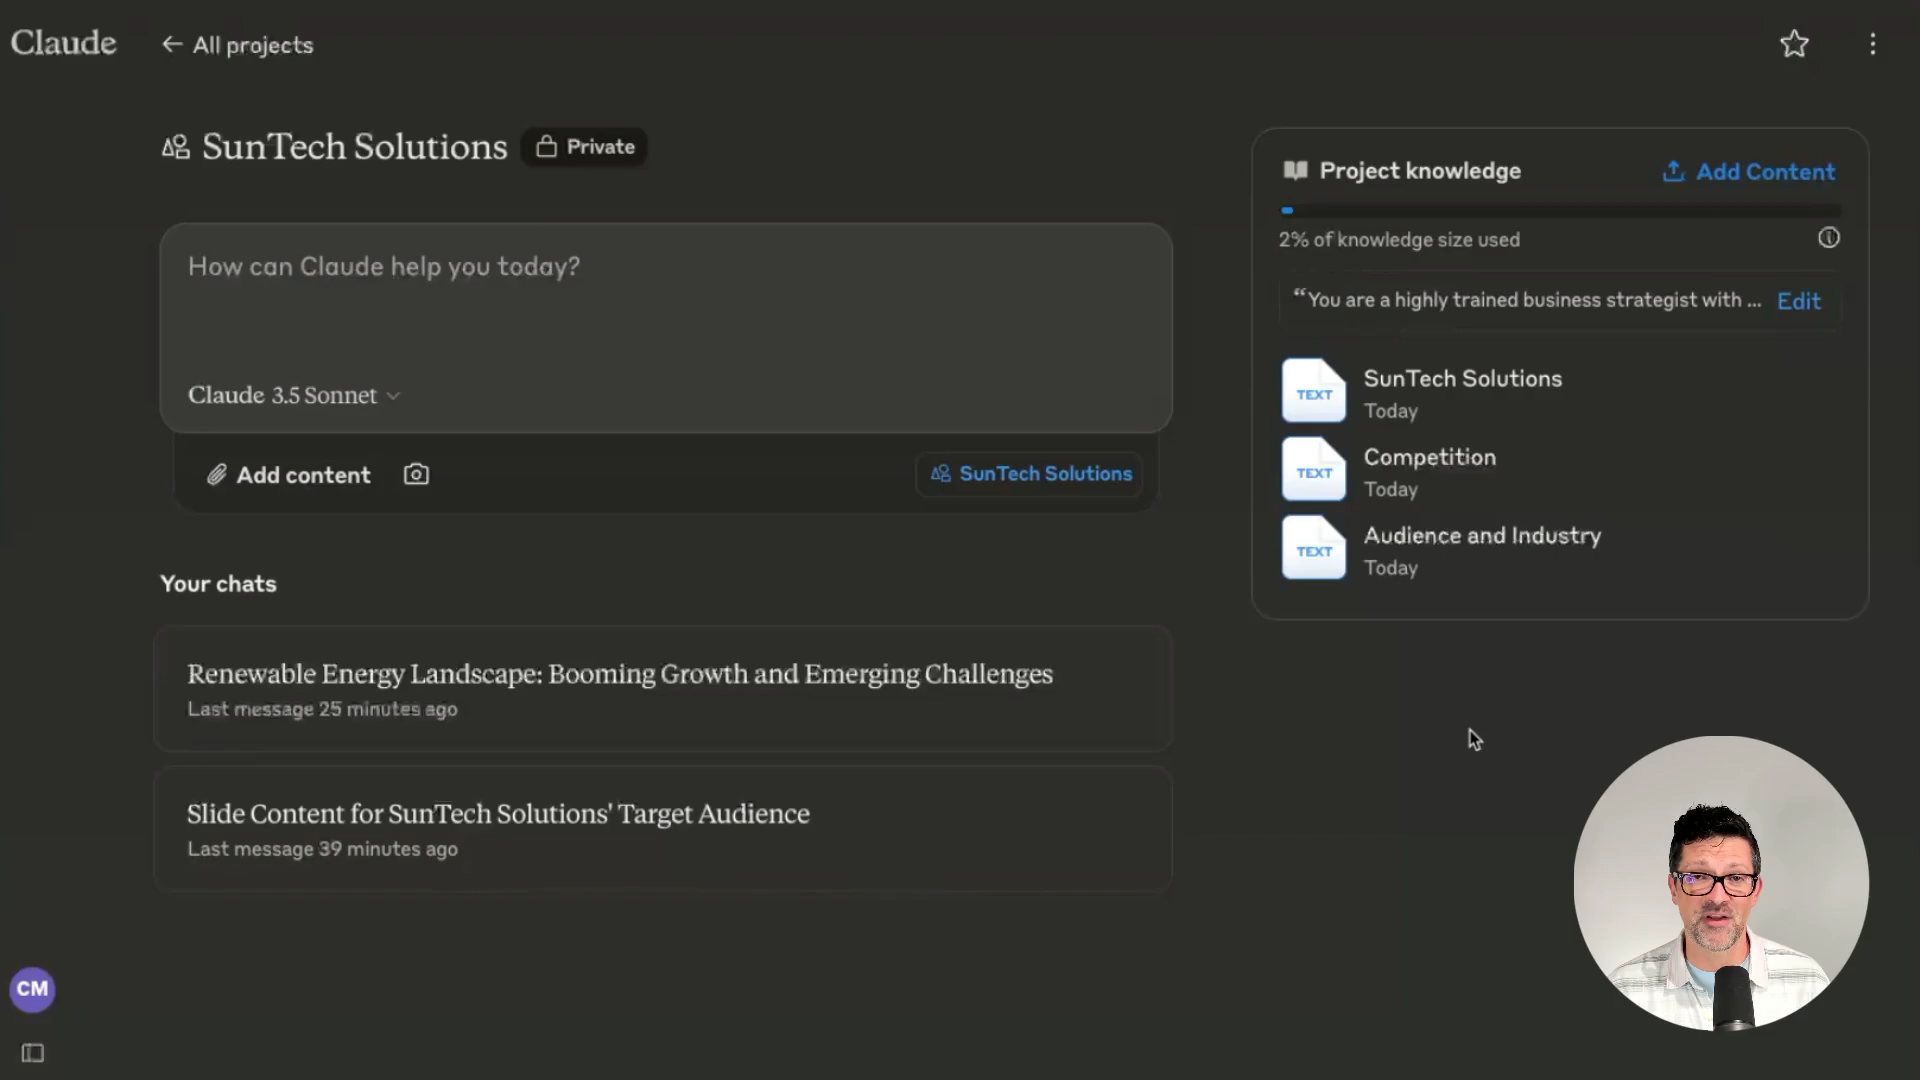 Claude
← All projects
SunTech Solutions
Private
How can Claude help you today?
Claude 3.5 Sonnet
Add content
SunTech Solutions
Your chats
Renewable Energy Landscape: Booming Growth and Emerging Challenges
Last message 25 minutes ago
Slide Content for SunTech Solutions' Target Audience
Last message 39 minutes ago
CM
Project knowledge
Add Content
2% of knowledge size used
“You are a highly trained business strategist with ...
Edit
TEXT
SunTech Solutions
Today
TEXT
Competition
Today
TEXT
Audience and Industry
Today